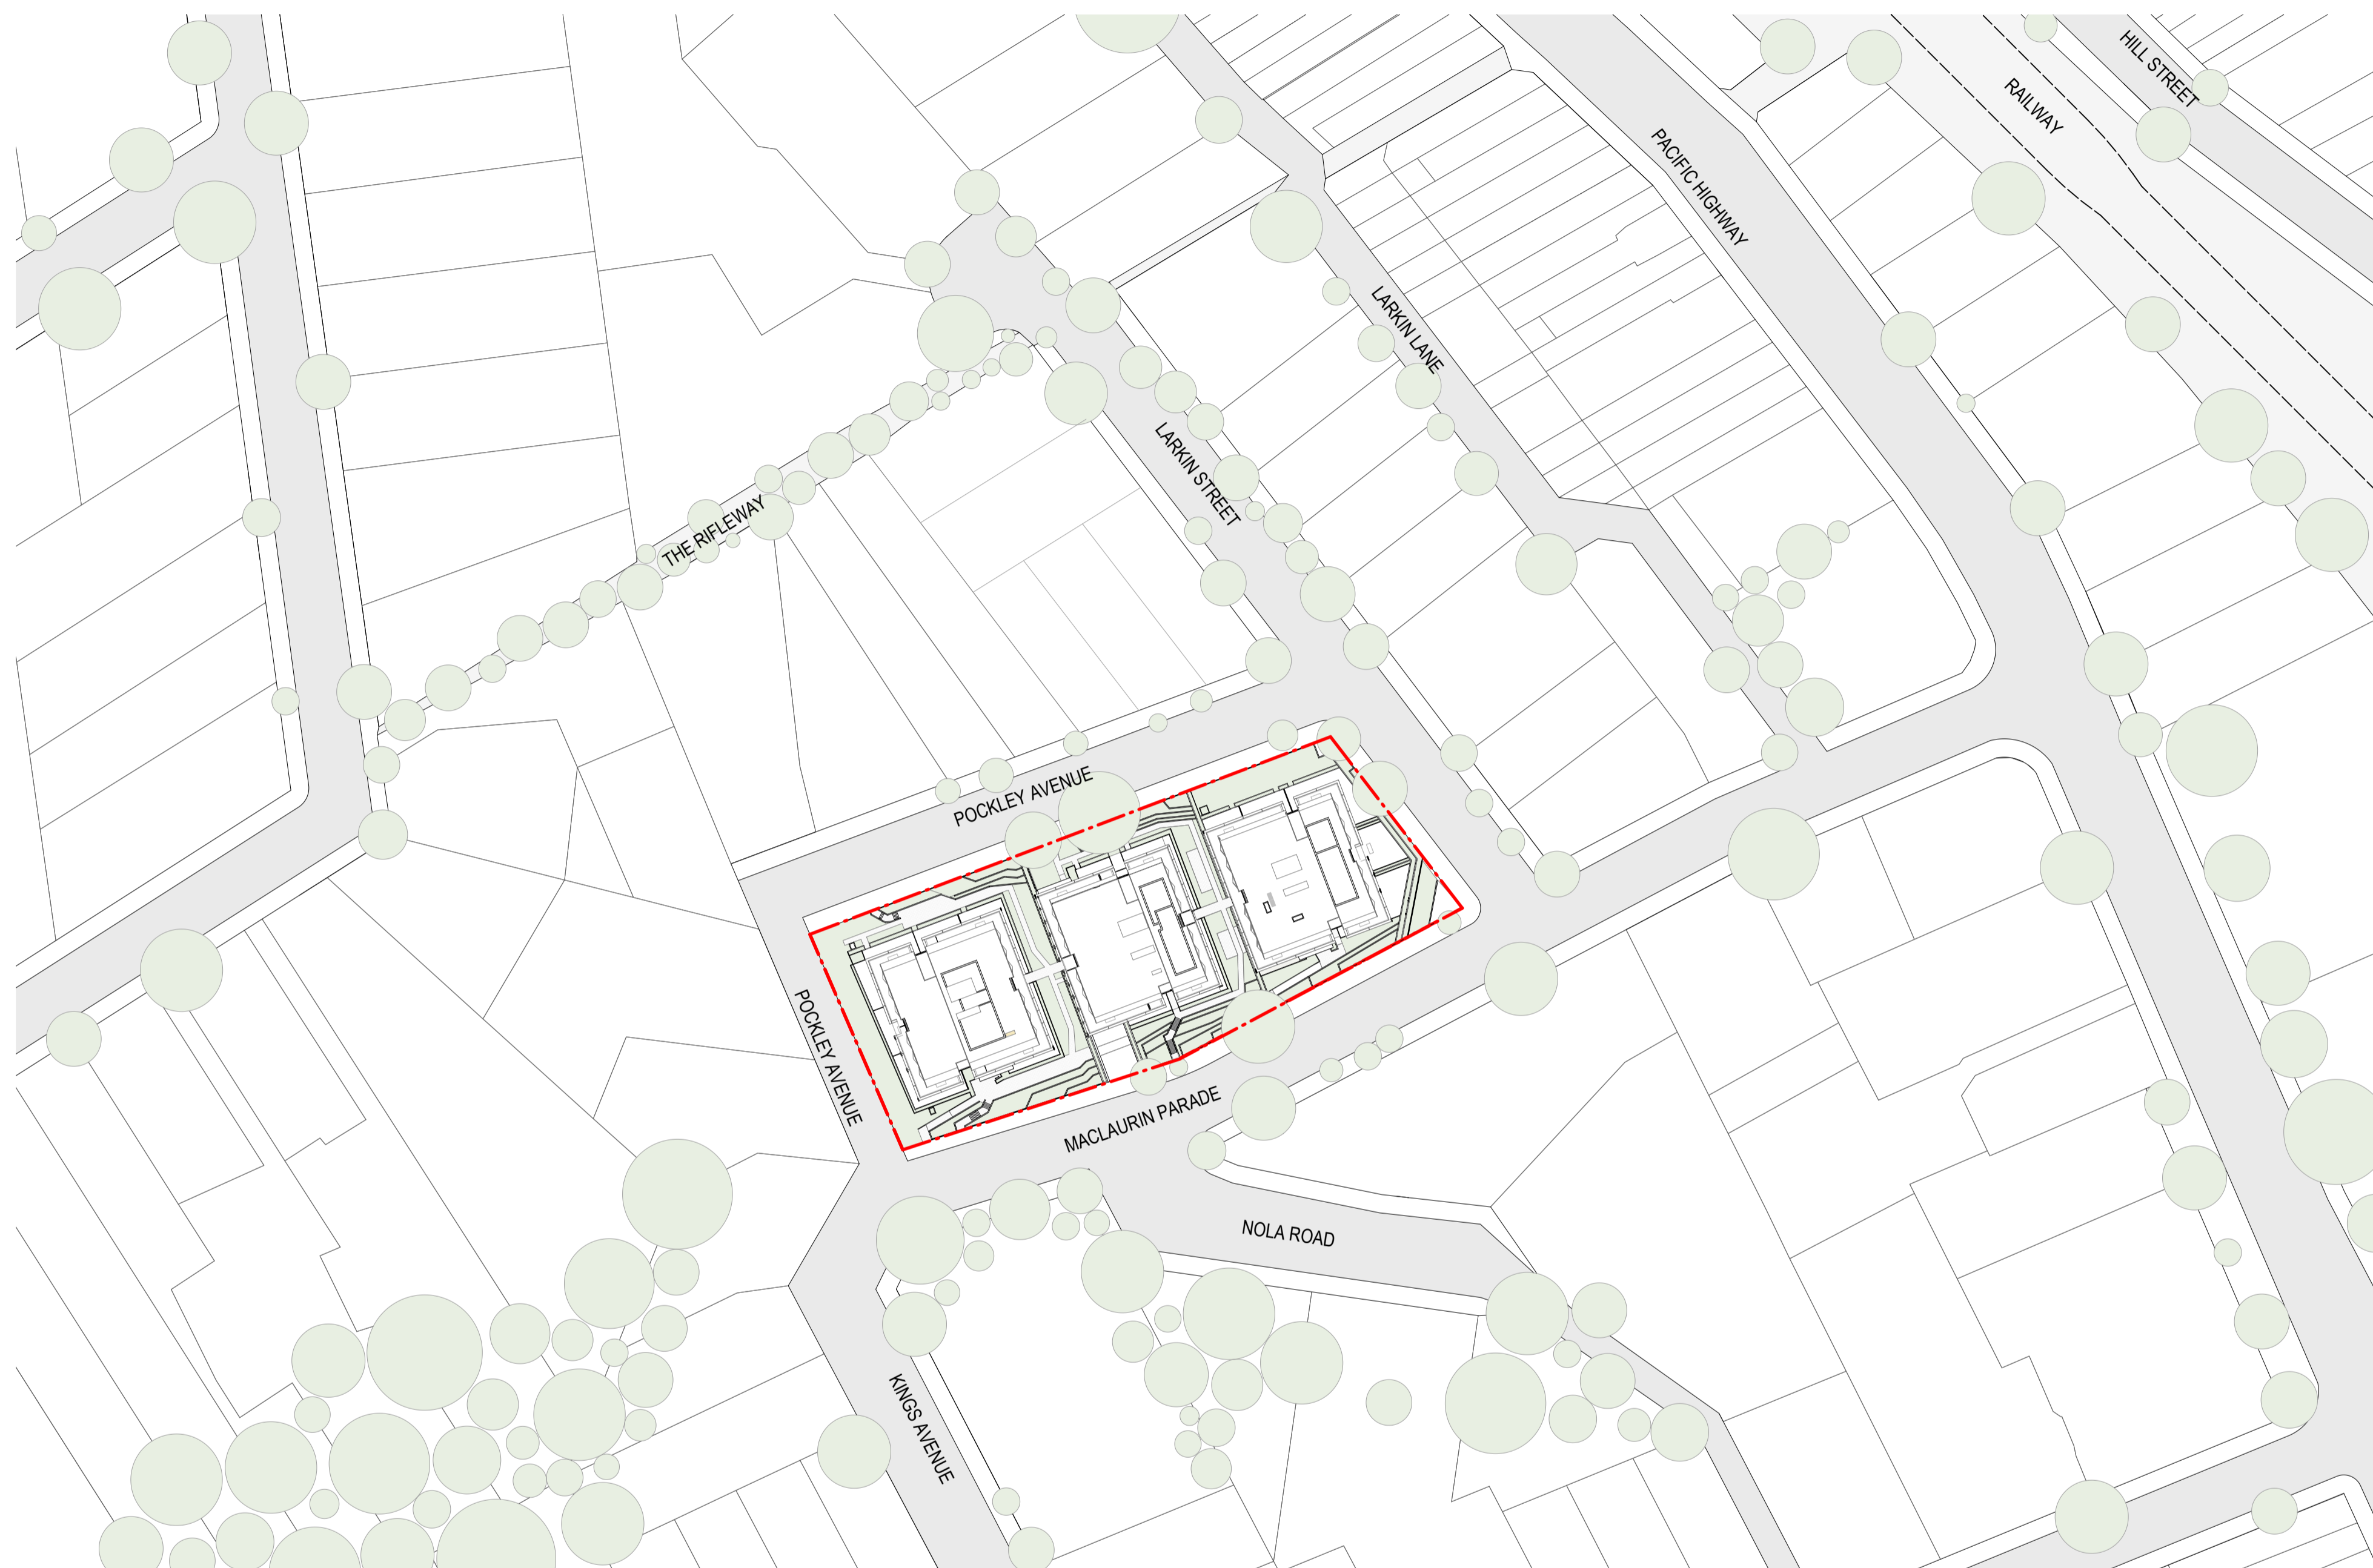 HILL STREET
RAILWAY
PACIFIC HIGHWAY
LARKIN LANE
LARKIN STREET
THE RIFLEWAY
POCKLEY AVENUE
POCKLEY AVENUE
MACLAURIN PARADE
NOLA ROAD
KINGS AVENUE